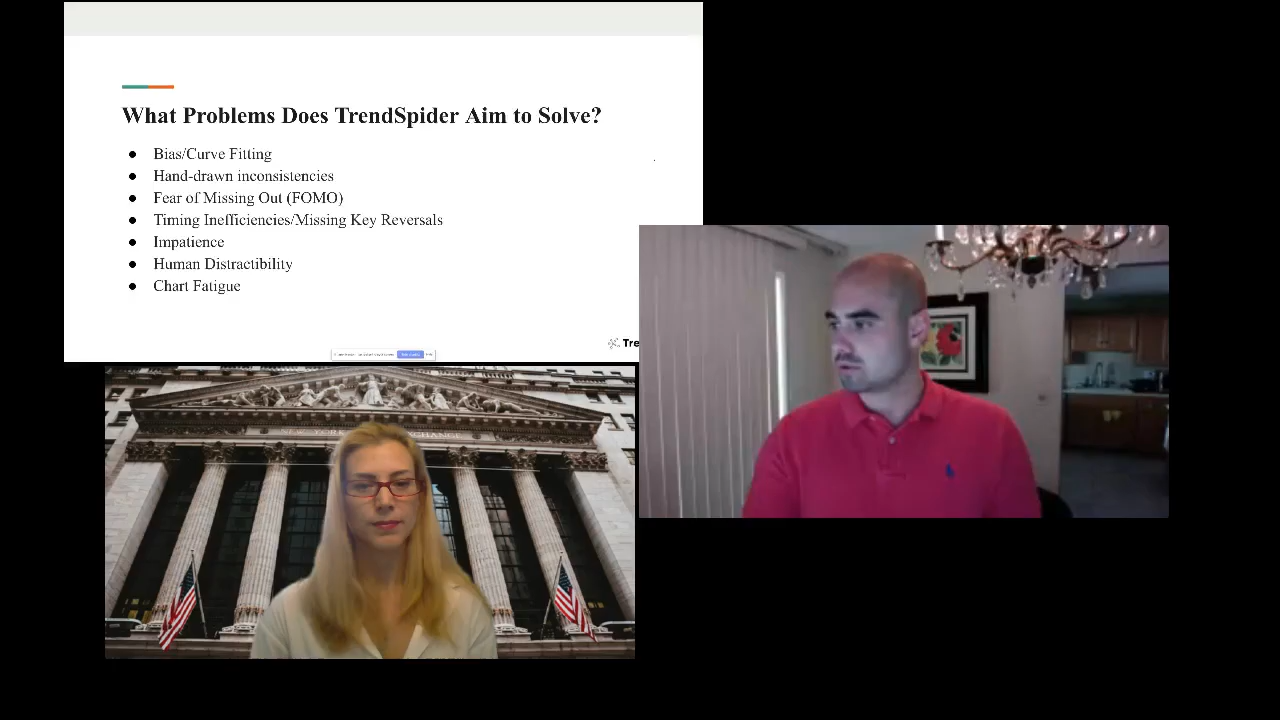 What Problems Does TrendSpider Aim to Solve?
Bias/Curve Fitting
Hand-drawn inconsistencies
Fear of Missing Out (FOMO)
Timing Inefficiencies/Missing Key Reversals
Impatience
Human Distractibility
Chart Fatigue
Tre